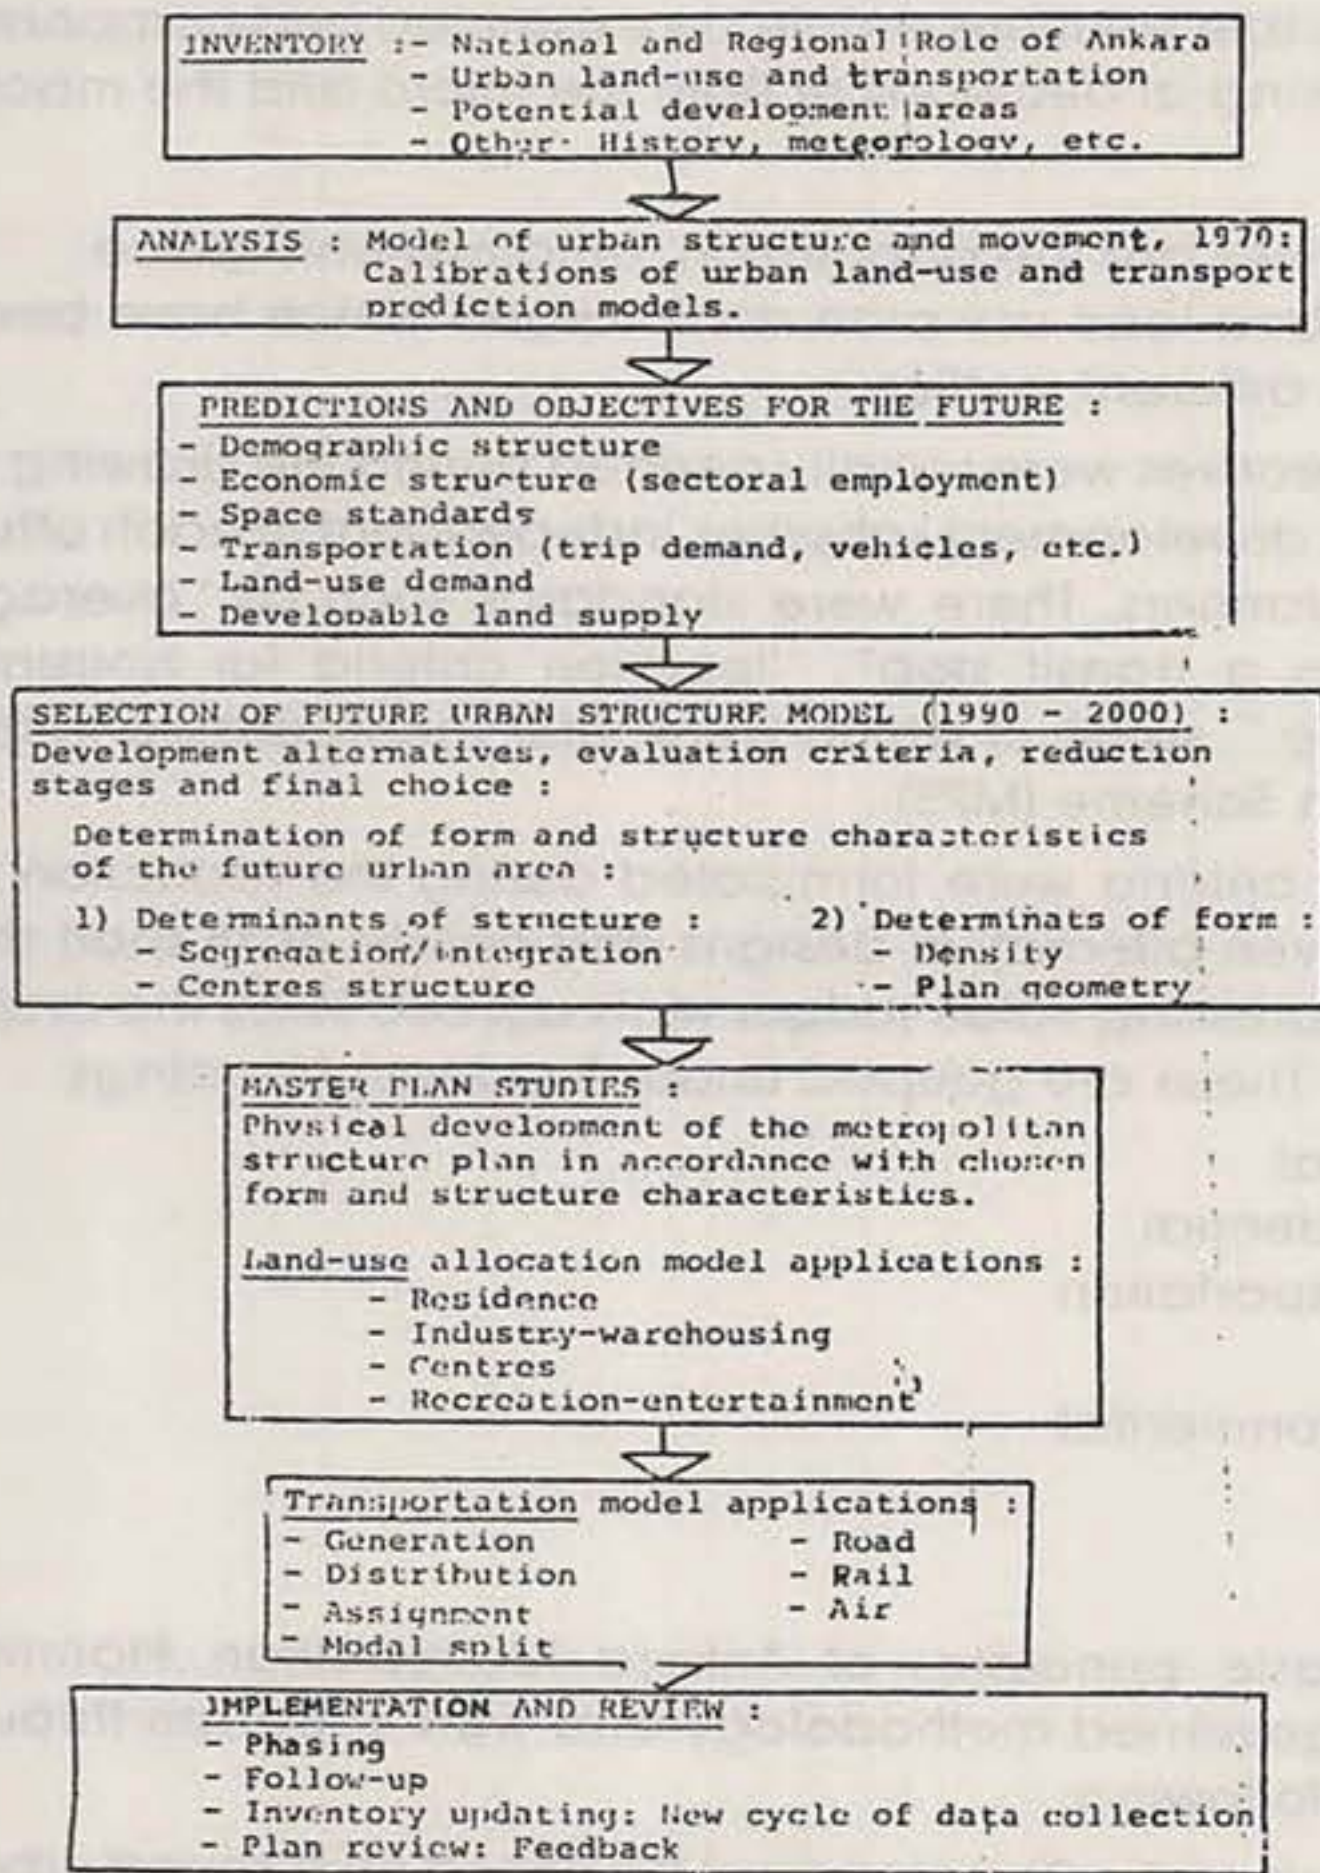 INVENTORY :- National and Regional Role of Ankara
- Urban land-use and transportation
- Potential development areas
- Other: History, meteorology, etc.
ANALYSIS : Model of urban structure and movement, 1970:
Calibrations of urban land-use and transport
prediction models.
PREDICTIONS AND OBJECTIVES FOR THE FUTURE :
- Demographic structure
- Economic structure (sectoral employment)
- Space standards
- Transportation (trip demand, vehicles, etc.)
- Land-use demand
- Developable land supply
SELECTION OF FUTURE URBAN STRUCTURE MODEL (1990 - 2000) :
Development alternatives, evaluation criteria, reduction
stages and final choice :
Determination of form and structure characteristics
of the future urban area :
1) Determinants of structure :
- Segregation/integration
- Centres structure
2) Determinats of form :
- Density
- Plan geometry
MASTER PLAN STUDIES :
Physical development of the metropolitan
structure plan in accordance with chosen
form and structure characteristics.
Land-use allocation model applications :
- Residence
- Industry-warehousing
- Centres
- Recreation-entertainment
Transportation model applications :
- Generation
- Distribution
- Assignment
- Modal split
- Road
- Rail
- Air
IMPLEMENTATION AND REVIEW :
- Phasing
- Follow-up
- Inventory updating: New cycle of data collection
- Plan review: Feedback